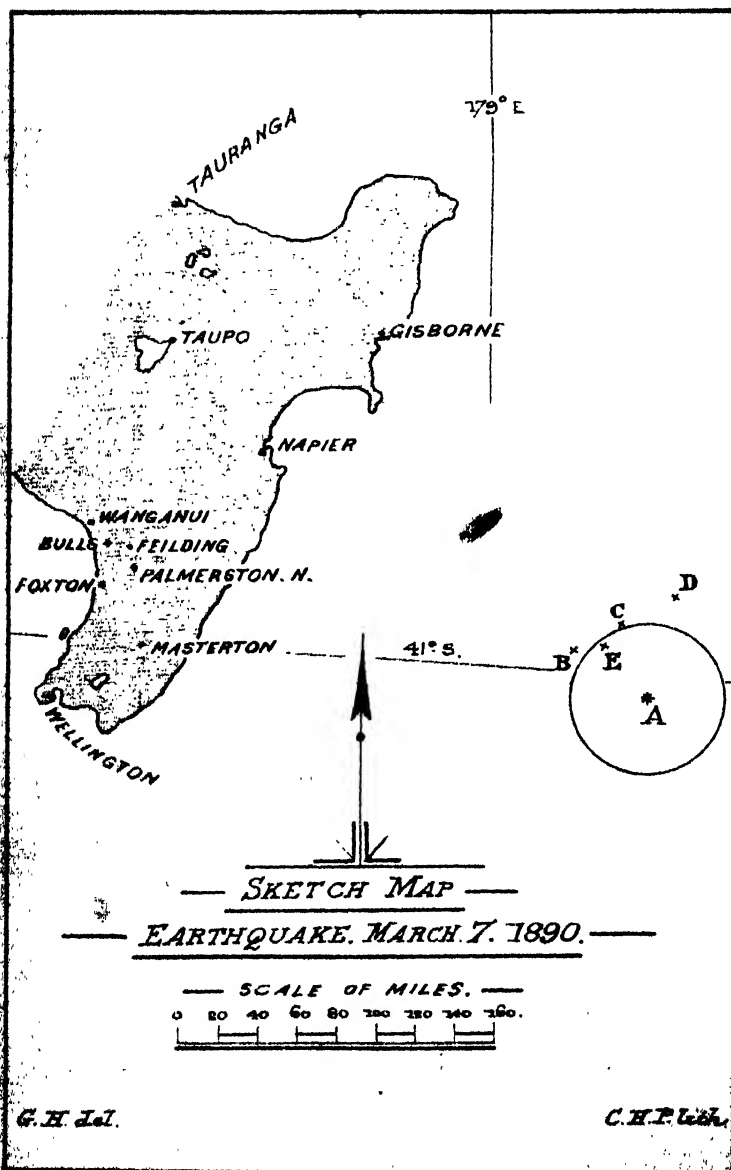 179° E
TAURANGA
TAUPO
GISBORNE
NAPIER
WANGANUI
BULLS
FEILDING
PALMERSTON. N.
FOXTON
D
C
MASTERTON
41° S.
B
E
A
WELLINGTON
SKETCH MAP
EARTHQUAKE. MARCH. 7. 1890.
SCALE OF MILES.
0 20 40 60 80 100 120 140 160.
G. H. del.
C. H. P. lith.